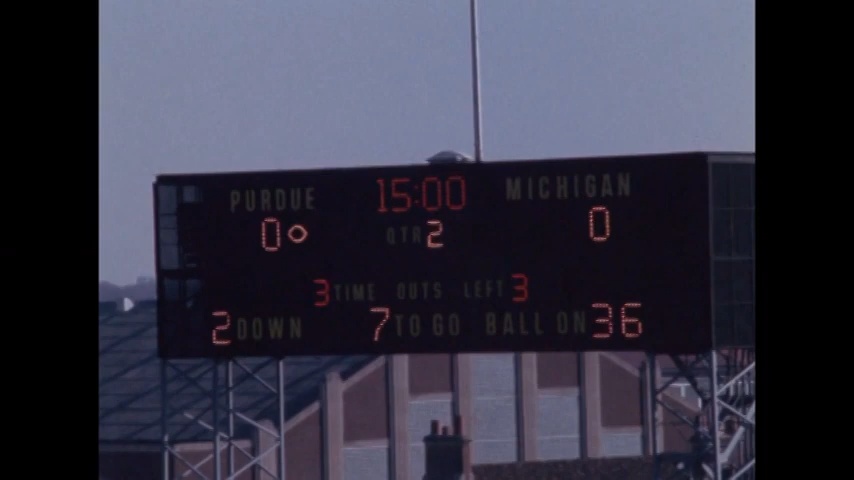 PURDUE 15:00 MICHIGAN
0 QTR 2 0
3 TIME OUTS LEFT 3
2 DOWN 7 TO GO BALL ON 36